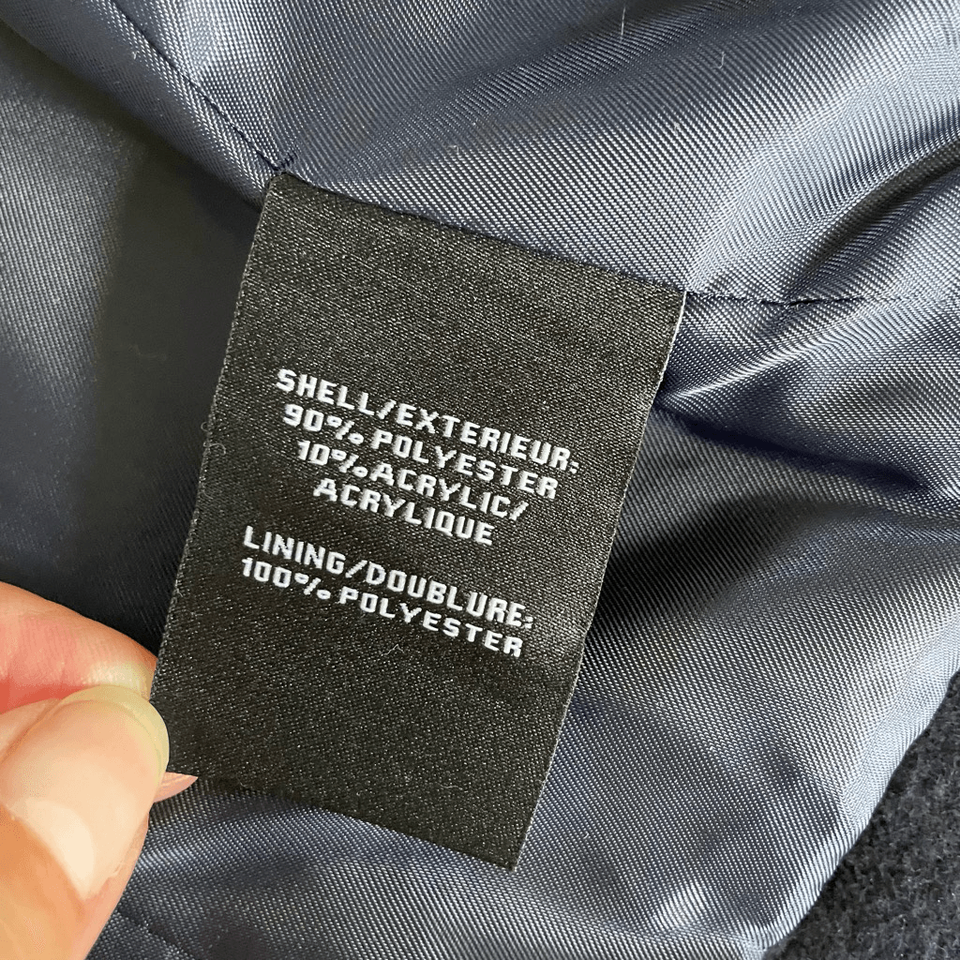 SHELL/EXTERIEUR:
90% POLYESTER
10% ACRYLIC/
ACRYLIQUE
LINING/DOUBLURE:
100% POLYESTER